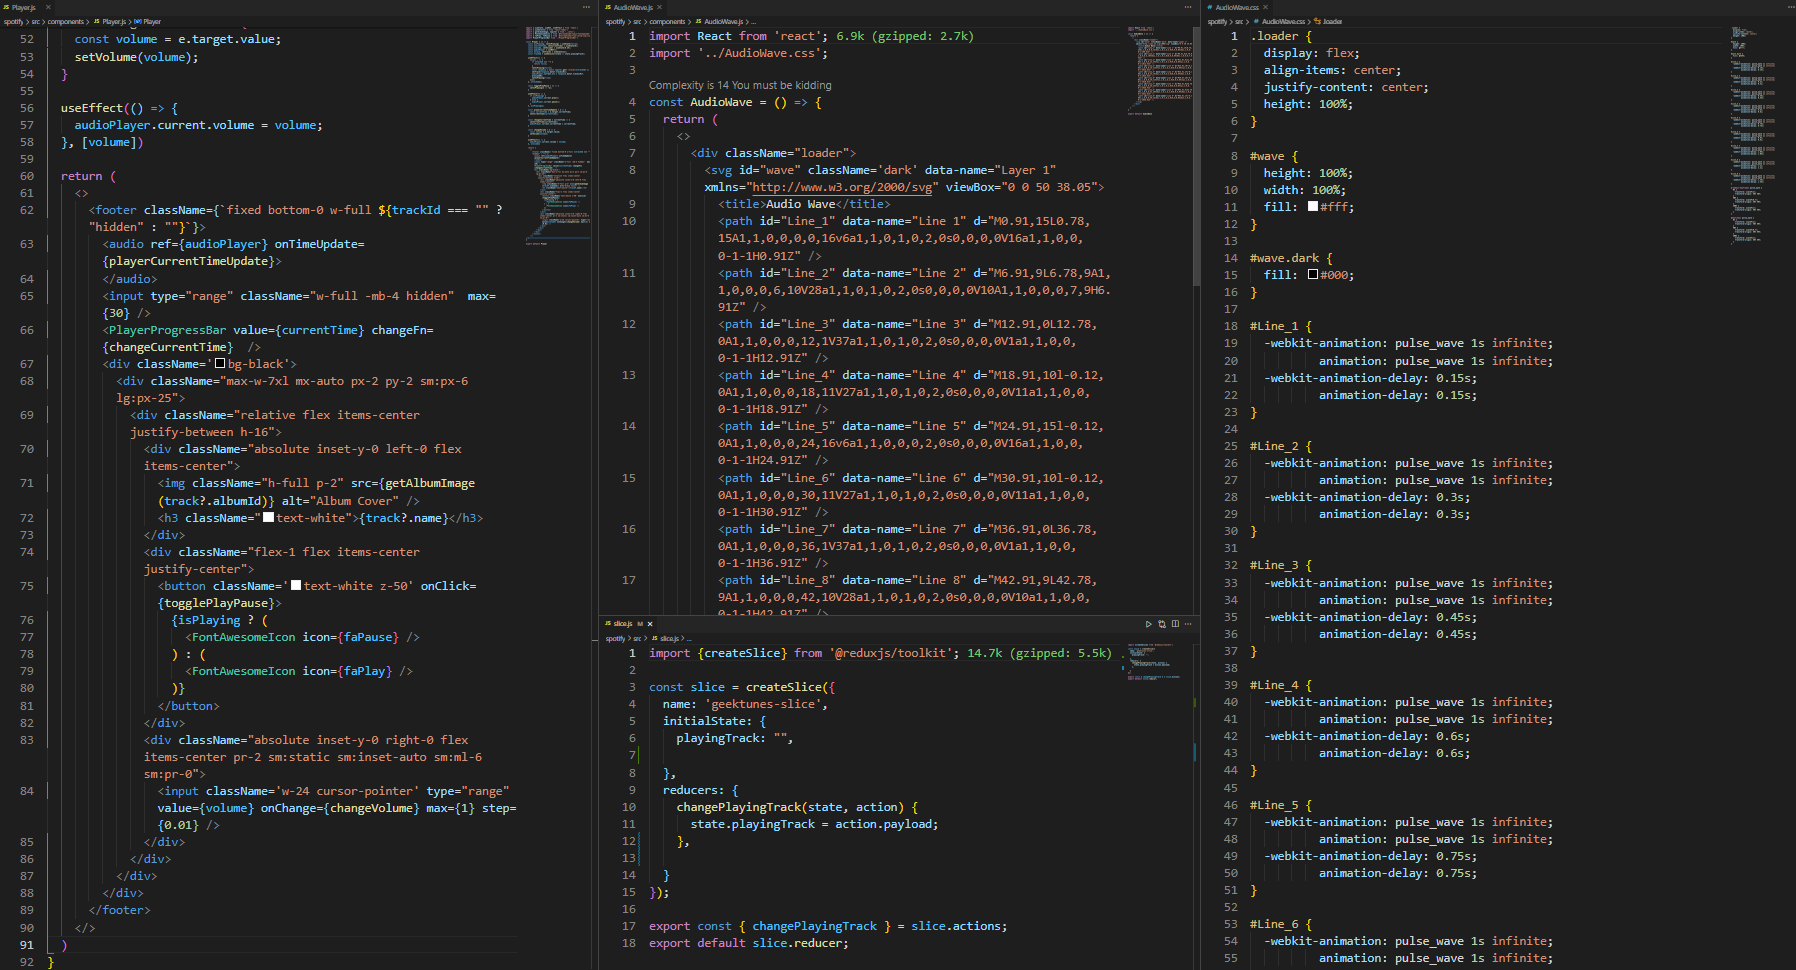 JS Player.js ×
spotify > src > components > JS Player.js > Player
52 const volume = e.target.value;
53 setVolume(volume);
54 }
55
56 useEffect(() => {
57 audioPlayer.current.volume = volume;
58 }, [volume])
59
60 return (
61 <>
62 <footer className={`fixed bottom-0 w-full ${trackId === "" ?
"hidden" : ""}`}>
63 <audio ref={audioPlayer} onTimeUpdate=
{playerCurrentTimeUpdate}>
64 </audio>
65 <input type="range" className="w-full -mb-4 hidden"  max=
{30} />
66 <PlayerProgressBar value={currentTime} changeFn=
{changeCurrentTime}  />
67 <div className='bg-black'>
68 <div className="max-w-7xl mx-auto px-2 py-2 sm:px-6
lg:px-25">
69 <div className="relative flex items-center
justify-between h-16">
70 <div className="absolute inset-y-0 left-0 flex
items-center">
71 <img className="h-full p-2" src={getAlbumImage
(track?.albumId)} alt="Album Cover" />
72 <h3 className="text-white">{track?.name}</h3>
73 </div>
74 <div className="flex-1 flex items-center
justify-center">
75 <button className='text-white z-50' onClick=
{togglePlayPause}>
76 {isPlaying ? (
77 <FontAwesomeIcon icon={faPause} />
78 ) : (
79 <FontAwesomeIcon icon={faPlay} />
80 )}
81 </button>
82 </div>
83 <div className="absolute inset-y-0 right-0 flex
items-center pr-2 sm:static sm:inset-auto sm:ml-6
sm:pr-0">
84 <input className='w-24 cursor-pointer' type="range"
value={volume} onChange={changeVolume} max={1} step=
{0.01} />
85 </div>
86 </div>
87 </div>
88 </div>
89 </footer>
90 </>
91 )
92 }
JS AudioWave.js ×
spotify > src > components > JS AudioWave.js > ...
1 import React from 'react'; 6.9k (gzipped: 2.7k)
2 import '../AudioWave.css';
3
Complexity is 14 You must be kidding
4 const AudioWave = () => {
5 return (
6 <>
7 <div className="loader">
8 <svg id="wave" className='dark' data-name="Layer 1"
xmlns="http://www.w3.org/2000/svg" viewBox="0 0 50 38.05">
9 <title>Audio Wave</title>
10 <path id="Line_1" data-name="Line 1" d="M0.91,15L0.78,
15A1,1,0,0,0,0,16v6a1,1,0,1,0,2,0s0,0,0,0V16a1,1,0,0,
0-1-1H0.91Z" />
11 <path id="Line_2" data-name="Line 2" d="M6.91,9L6.78,9A1,
1,0,0,0,6,10V28a1,1,0,1,0,2,0s0,0,0,0V10A1,1,0,0,0,7,9H6.
91Z" />
12 <path id="Line_3" data-name="Line 3" d="M12.91,0L12.78,
0A1,1,0,0,0,12,1V37a1,1,0,1,0,2,0s0,0,0,0V1a1,1,0,0,
0-1-1H12.91Z" />
13 <path id="Line_4" data-name="Line 4" d="M18.91,10l-0.12,
0A1,1,0,0,0,18,11V27a1,1,0,1,0,2,0s0,0,0,0V11a1,1,0,0,
0-1-1H18.91Z" />
14 <path id="Line_5" data-name="Line 5" d="M24.91,15l-0.12,
0A1,1,0,0,0,24,16v6a1,1,0,0,0,2,0s0,0,0,0V16a1,1,0,0,
0-1-1H24.91Z" />
15 <path id="Line_6" data-name="Line 6" d="M30.91,10l-0.12,
0A1,1,0,0,0,30,11V27a1,1,0,1,0,2,0s0,0,0,0V11a1,1,0,0,
0-1-1H30.91Z" />
16 <path id="Line_7" data-name="Line 7" d="M36.91,0L36.78,
0A1,1,0,0,0,36,1V37a1,1,0,1,0,2,0s0,0,0,0V1a1,1,0,0,
0-1-1H36.91Z" />
17 <path id="Line_8" data-name="Line 8" d="M42.91,9L42.78,
9A1,1,0,0,0,42,10V28a1,1,0,1,0,2,0s0,0,0,0V10a1,1,0,0,
0-1-1H42.91Z" />
JS slice.js M ×
spotify > src > JS slice.js > ...
1 import {createSlice} from '@reduxjs/toolkit'; 14.7k (gzipped: 5.5k)
2
3 const slice = createSlice({
4 name: 'geektunes-slice',
5 initialState: {
6 playingTrack: "",
7
8 },
9 reducers: {
10 changePlayingTrack(state, action) {
11 state.playingTrack = action.payload;
12 },
13
14 }
15 });
16
17 export const { changePlayingTrack } = slice.actions;
18 export default slice.reducer;
# AudioWave.css ×
spotify > src > # AudioWave.css > .loader
1 .loader {
2 display: flex;
3 align-items: center;
4 justify-content: center;
5 height: 100%;
6 }
7
8 #wave {
9 height: 100%;
10 width: 100%;
11 fill: #fff;
12 }
13
14 #wave.dark {
15 fill: #000;
16 }
17
18 #Line_1 {
19 -webkit-animation: pulse_wave 1s infinite;
20 animation: pulse_wave 1s infinite;
21 -webkit-animation-delay: 0.15s;
22 animation-delay: 0.15s;
23 }
24
25 #Line_2 {
26 -webkit-animation: pulse_wave 1s infinite;
27 animation: pulse_wave 1s infinite;
28 -webkit-animation-delay: 0.3s;
29 animation-delay: 0.3s;
30 }
31
32 #Line_3 {
33 -webkit-animation: pulse_wave 1s infinite;
34 animation: pulse_wave 1s infinite;
35 -webkit-animation-delay: 0.45s;
36 animation-delay: 0.45s;
37 }
38
39 #Line_4 {
40 -webkit-animation: pulse_wave 1s infinite;
41 animation: pulse_wave 1s infinite;
42 -webkit-animation-delay: 0.6s;
43 animation-delay: 0.6s;
44 }
45
46 #Line_5 {
47 -webkit-animation: pulse_wave 1s infinite;
48 animation: pulse_wave 1s infinite;
49 -webkit-animation-delay: 0.75s;
50 animation-delay: 0.75s;
51 }
52
53 #Line_6 {
54 -webkit-animation: pulse_wave 1s infinite;
55 animation: pulse_wave 1s infinite;